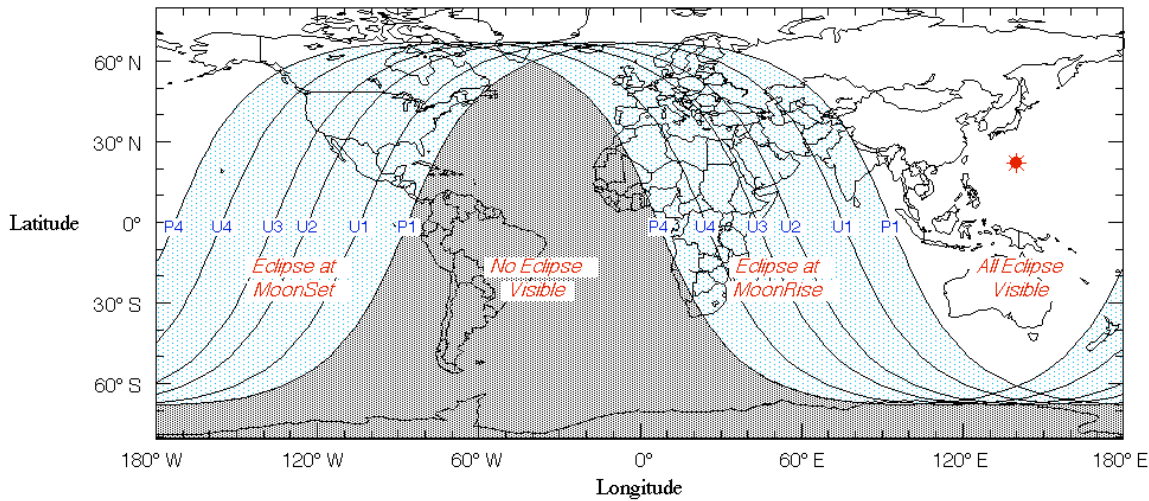 60° N
30° N
Latitude
0°
P4 U4 U3 U2 U1 P1 P4 U4 U3 U2 U1 P1
Eclipse at
MoonSet
No Eclipse
Visible
Eclipse at
MoonRise
All Eclipse
Visible
30° S
60° S
180° W 120° W 60° W 0° 60° E 120° E 180° E
Longitude